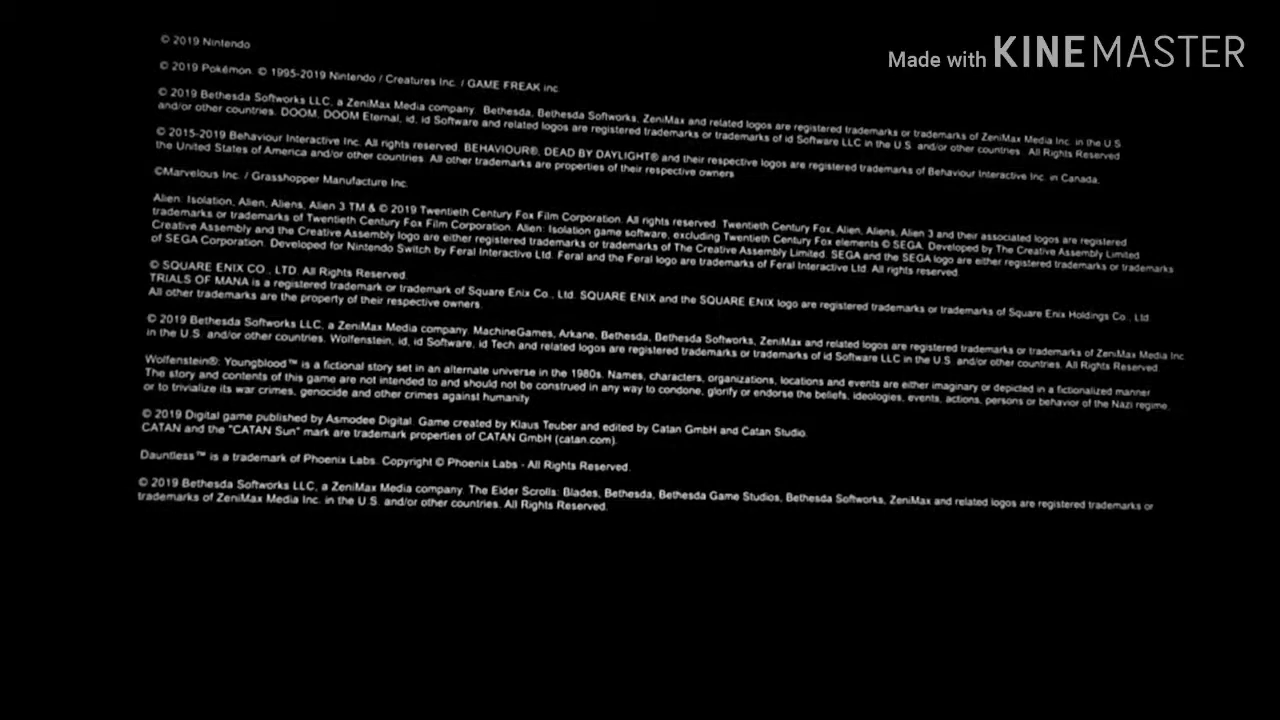 Made with KINEMASTER
© 2019 Nintendo
© 2019 Pokémon. © 1995-2019 Nintendo / Creatures Inc. / GAME FREAK inc.
© 2019 Bethesda Softworks LLC, a ZeniMax Media company. Bethesda, Bethesda Softworks, ZeniMax and related logos are registered trademarks or trademarks of ZeniMax Media Inc. in the U.S.
and/or other countries. DOOM, DOOM Eternal, id, id Software and related logos are registered trademarks or trademarks of id Software LLC in the U.S. and/or other countries. All Rights Reserved
© 2015-2019 Behaviour Interactive Inc. All rights reserved. BEHAVIOUR®, DEAD BY DAYLIGHT® and their respective logos are registered trademarks of Behaviour Interactive Inc. in Canada,
the United States of America and/or other countries. All other trademarks are properties of their respective owners
©Marvelous Inc. / Grasshopper Manufacture Inc.
Alien: Isolation, Alien, Aliens, Alien 3 TM & © 2019 Twentieth Century Fox Film Corporation. All rights reserved. Twentieth Century Fox, Alien, Aliens, Alien 3 and their associated logos are registered
trademarks or trademarks of Twentieth Century Fox Film Corporation. Alien: Isolation game software, excluding Twentieth Century Fox elements © SEGA. Developed by The Creative Assembly Limited.
Creative Assembly and the Creative Assembly logo are either registered trademarks or trademarks of The Creative Assembly Limited. SEGA and the SEGA logo are either registered trademarks or trademarks
of SEGA Corporation. Developed for Nintendo Switch by Feral Interactive Ltd. Feral and the Feral logo are trademarks of Feral Interactive Ltd. All rights reserved.
© SQUARE ENIX CO., LTD. All Rights Reserved.
TRIALS OF MANA is a registered trademark or trademark of Square Enix Co., Ltd. SQUARE ENIX and the SQUARE ENIX logo are registered trademarks or trademarks of Square Enix Holdings Co., Ltd.
All other trademarks are the property of their respective owners.
© 2019 Bethesda Softworks LLC, a ZeniMax Media company. MachineGames, Arkane, Bethesda, Bethesda Softworks, ZeniMax and related logos are registered trademarks or trademarks of ZeniMax Media Inc
in the U.S. and/or other countries. Wolfenstein, id, id Software, id Tech and related logos are registered trademarks or trademarks of id Software LLC in the U.S. and/or other countries. All Rights Reserved.
Wolfenstein®: Youngblood™ is a fictional story set in an alternate universe in the 1980s. Names, characters, organizations, locations and events are either imaginary or depicted in a fictionalized manner.
The story and contents of this game are not intended to and should not be construed in any way to condone, glorify or endorse the beliefs, ideologies, events, actions, persons or behavior of the Nazi regime
or to trivialize its war crimes, genocide and other crimes against humanity
© 2019 Digital game published by Asmodee Digital. Game created by Klaus Teuber and edited by Catan GmbH and Catan Studio.
CATAN and the "CATAN Sun" mark are trademark properties of CATAN GmbH (catan.com).
Dauntless™ is a trademark of Phoenix Labs. Copyright © Phoenix Labs - All Rights Reserved.
© 2019 Bethesda Softworks LLC, a ZeniMax Media company. The Elder Scrolls: Blades, Bethesda, Bethesda Game Studios, Bethesda Softworks, ZeniMax and related logos are registered trademarks or
trademarks of ZeniMax Media Inc. in the U.S. and/or other countries. All Rights Reserved.